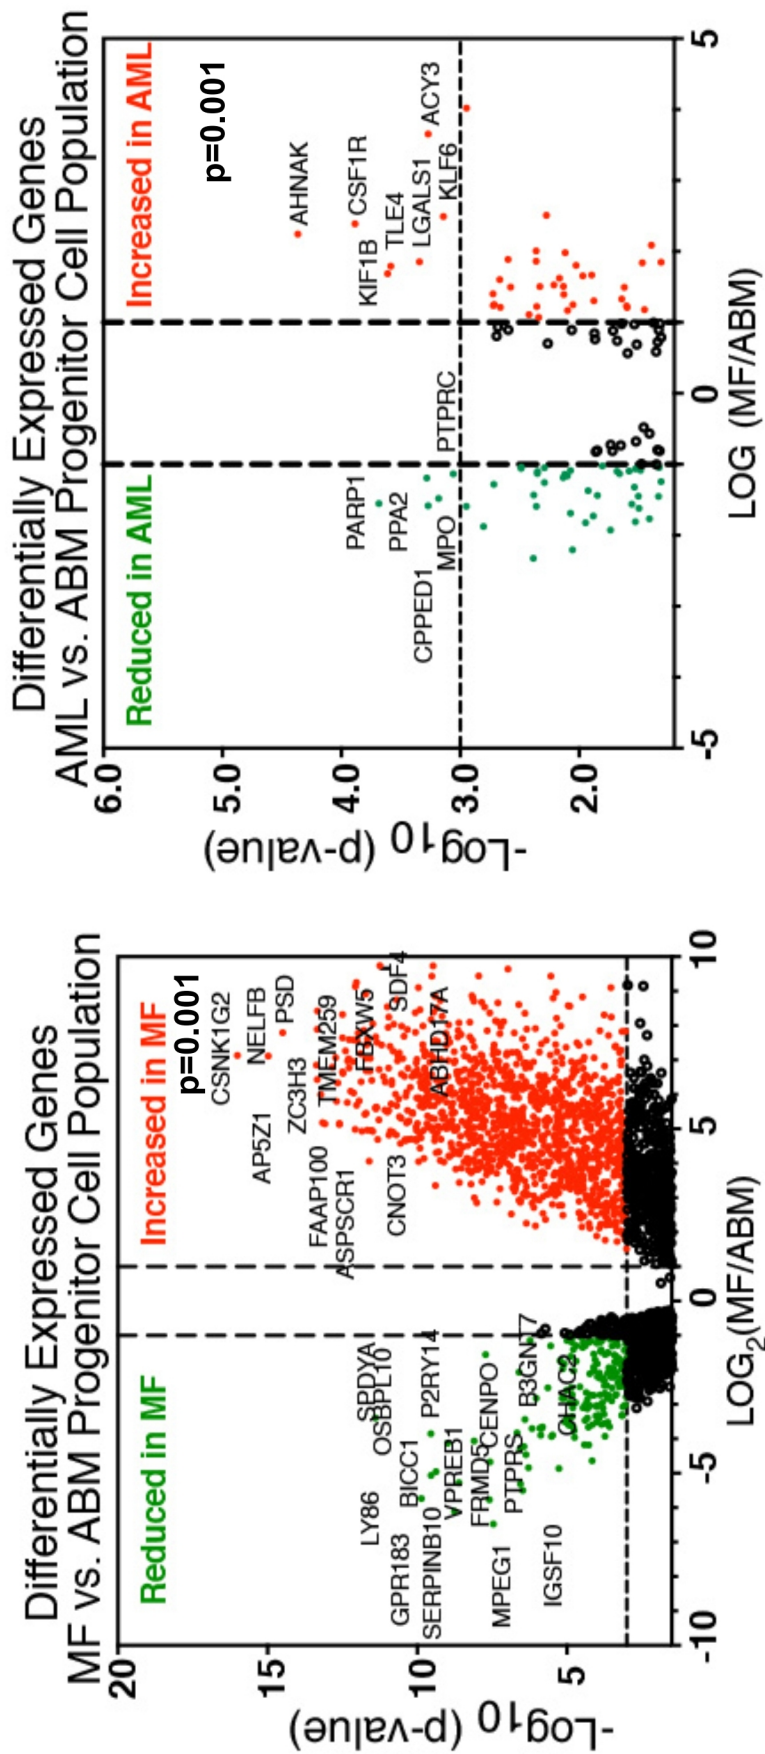 Differentially Expressed Genes
MF vs. ABM Progenitor Cell Population
Reduced in MF
Increased in MF
p=0.001
CSNK1G2
NELFB
PSD
AP5Z1
ZC3H3
TMEM259
FAAP100
ASPSCR1
FBXW5
SDF4
CNOT3
ABHD17A
SPDYA
OSBPL10
LY86
BICC1
P2RY14
GPR183
SERPINB10
VPREB1
FRMD5
CENPO
B3GNT7
PTPRS
MPEG1
CHAC2
IGSF10
20
15
10
5
-Log10 (p-value)
-10
-5
0
5
10
LOG2(MF/ABM)
Differentially Expressed Genes
AML vs. ABM Progenitor Cell Population
Reduced in AML
Increased in AML
p=0.001
AHNAK
CSF1R
KIF1B
TLE4
LGALS1
ACY3
KLF6
PARP1
PPA2
CPPED1
MPO
PTPRC
6.0
5.0
4.0
3.0
2.0
-Log10 (p-value)
-5
0
5
LOG (MF/ABM)